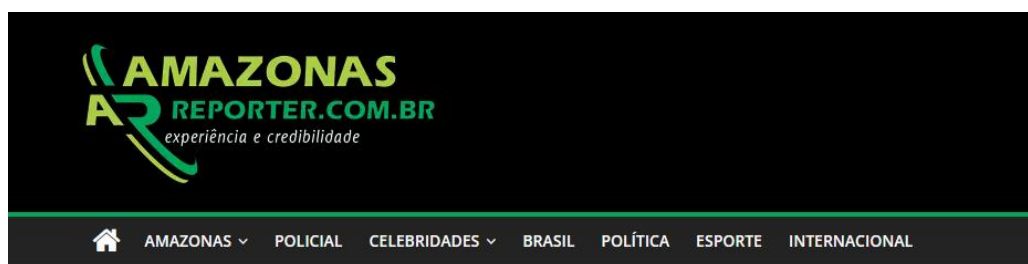 AMAZONAS
AR REPORTER.COM.BR
experiência e credibilidade
AMAZONAS POLICIAL CELEBRIDADES BRASIL POLÍTICA ESPORTE INTERNACIONAL